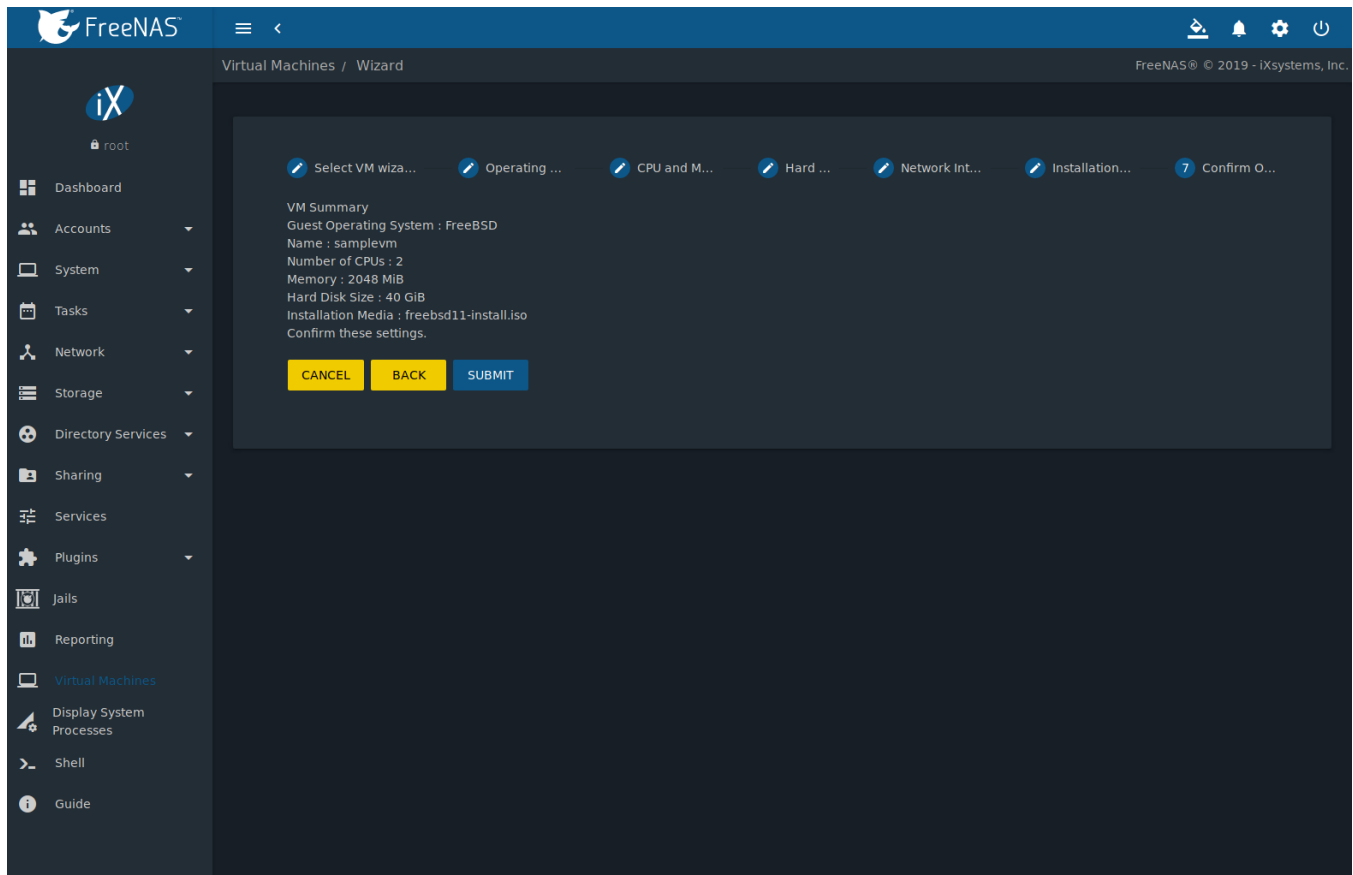 FreeNAS™
Virtual Machines / Wizard
FreeNAS® © 2019 - iXsystems, Inc.
iX
root
Dashboard
Accounts
System
Tasks
Network
Storage
Directory Services
Sharing
Services
Plugins
Jails
Reporting
Virtual Machines
Display System
Processes
Shell
Guide
Select VM wiza...
Operating ...
CPU and M...
Hard ...
Network Int...
Installation...
7 Confirm O...
VM Summary
Guest Operating System : FreeBSD
Name : samplevm
Number of CPUs : 2
Memory : 2048 MiB
Hard Disk Size : 40 GiB
Installation Media : freebsd11-install.iso
Confirm these settings.
CANCEL
BACK
SUBMIT